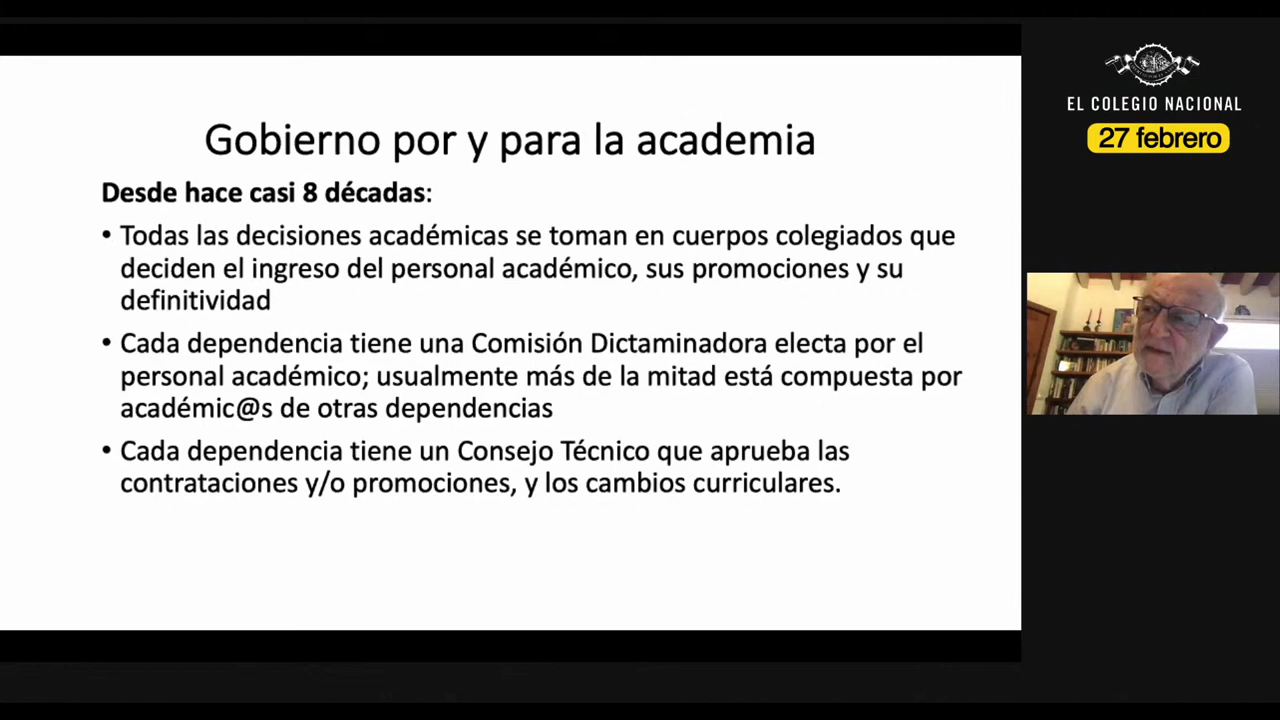 Gobierno por y para la academia
Desde hace casi 8 décadas:
• Todas las decisiones académicas se toman en cuerpos colegiados que
deciden el ingreso del personal académico, sus promociones y su
definitividad
• Cada dependencia tiene una Comisión Dictaminadora electa por el
personal académico; usualmente más de la mitad está compuesta por
académic@s de otras dependencias
• Cada dependencia tiene un Consejo Técnico que aprueba las
contrataciones y/o promociones, y los cambios curriculares.
EL COLEGIO NACIONAL
27 febrero